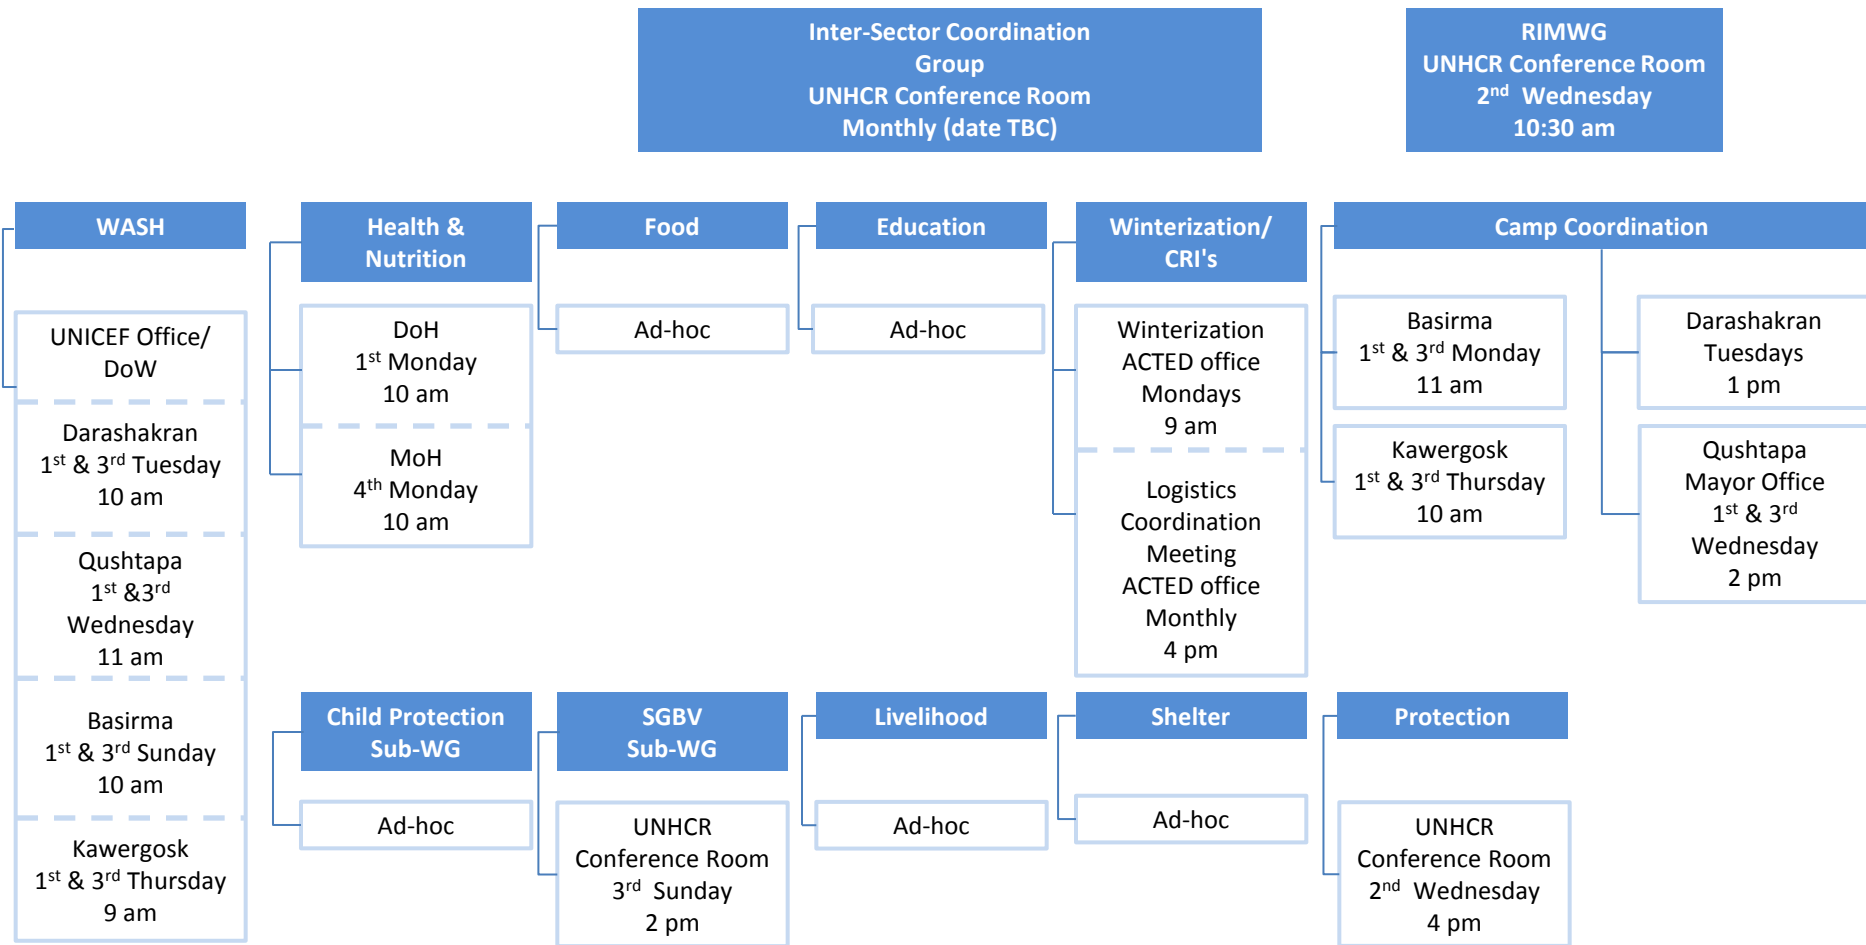 Inter-Sector Coordination
Group
UNHCR Conference Room
Monthly (date TBC)
RIMWG
UNHCR Conference Room
2nd Wednesday
10:30 am
WASH
UNICEF Office/
DoW
Darashakran
1st & 3rd Tuesday
10 am
Qushtapa
1st &3rd
Wednesday
11 am
Basirma
1st & 3rd Sunday
10 am
Kawergosk
1st & 3rd Thursday
9 am
Health &
Nutrition
DoH
1st Monday
10 am
MoH
4th Monday
10 am
Food
Ad-hoc
Education
Ad-hoc
Winterization/
CRI's
Winterization
ACTED office
Mondays
9 am
Logistics
Coordination
Meeting
ACTED office
Monthly
4 pm
Camp Coordination
Basirma
1st & 3rd Monday
11 am
Kawergosk
1st & 3rd Thursday
10 am
Darashakran
Tuesdays
1 pm
Qushtapa
Mayor Office
1st & 3rd
Wednesday
2 pm
Child Protection
Sub-WG
Ad-hoc
SGBV
Sub-WG
UNHCR
Conference Room
3rd Sunday
2 pm
Livelihood
Ad-hoc
Shelter
Ad-hoc
Protection
UNHCR
Conference Room
2nd Wednesday
4 pm